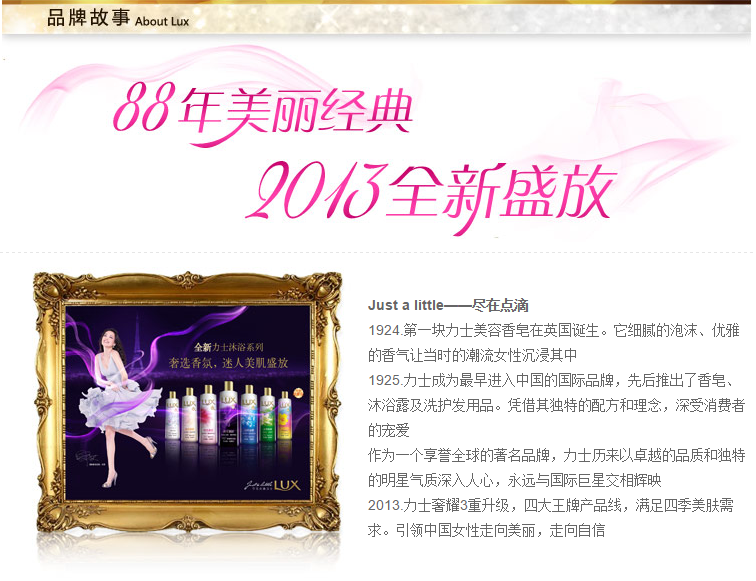 品牌故事 About Lux
88年美丽经典
2013全新盛放
全新力士沐浴系列
奢选香氛，迷人美肌盛放
LUX
Just a little
LUX
Just a little——尽在点滴
1924.第一块力士美容香皂在英国诞生。它细腻的泡沫、优雅
的香气让当时的潮流女性沉浸其中
1925.力士成为最早进入中国的国际品牌，先后推出了香皂、
沐浴露及洗护发用品。凭借其独特的配方和理念，深受消费者
的宠爱
作为一个享誉全球的著名品牌，力士历来以卓越的品质和独特
的明星气质深入人心，永远与国际巨星交相辉映
2013.力士奢耀3重升级，四大王牌产品线，满足四季美肤需
求。引领中国女性走向美丽，走向自信